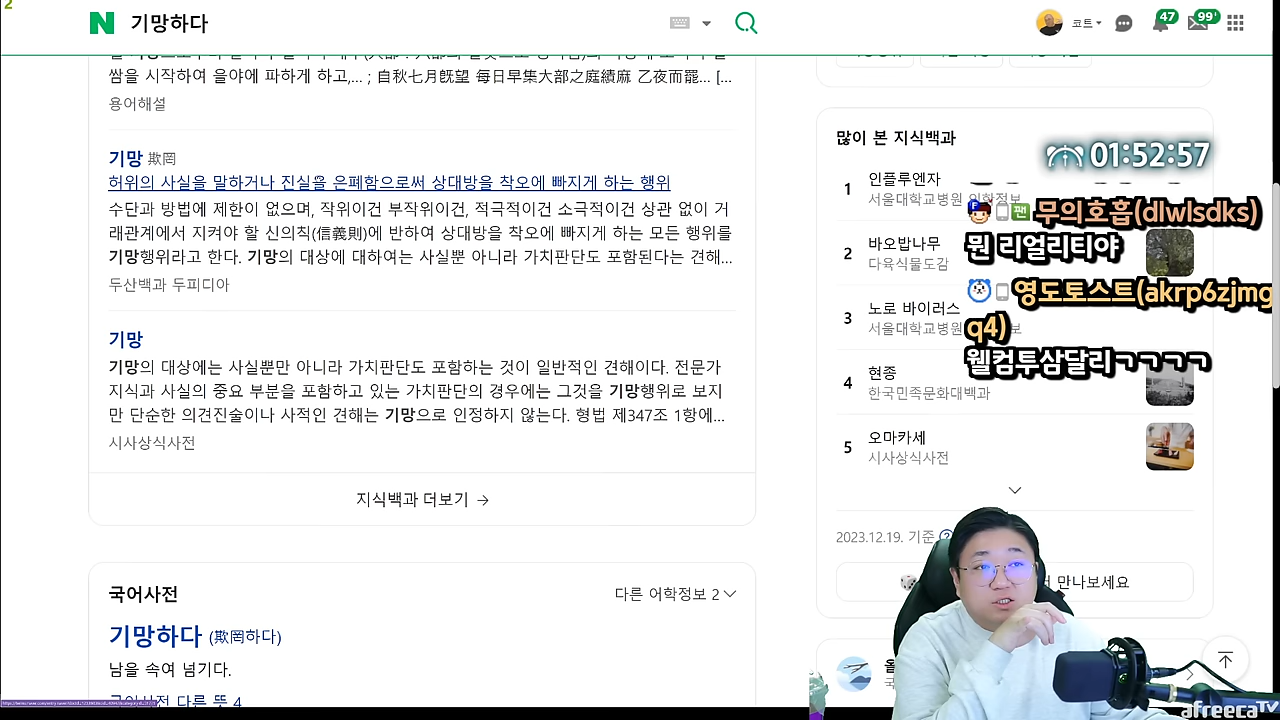 2
N 기망하다
코트
47
99+
쌈을 시작하여 을야에 파하게 하고,... ; 自秋七月旣望 每日早集大部之庭績麻 乙夜而罷... [...
용어해설
기망 欺罔
허위의 사실을 말하거나 진실을 은폐함으로써 상대방을 착오에 빠지게 하는 행위
수단과 방법에 제한이 없으며, 작위이건 부작위이건, 적극적이건 소극적이건 상관 없이 거
래관계에서 지켜야 할 신의칙(信義則)에 반하여 상대방을 착오에 빠지게 하는 모든 행위를
기망행위라고 한다. 기망의 대상에 대하여는 사실뿐 아니라 가치판단도 포함된다는 견해...
두산백과 두피디아
기망
기망의 대상에는 사실뿐만 아니라 가치판단도 포함하는 것이 일반적인 견해이다. 전문가
지식과 사실의 중요 부분을 포함하고 있는 가치판단의 경우에는 그것을 기망행위로 보지
만 단순한 의견진술이나 사적인 견해는 기망으로 인정하지 않는다. 형법 제347조 1항에...
시사상식사전
지식백과 더보기 →
국어사전
다른 어학정보 2
기망하다 (欺罔하다)
남을 속여 넘기다.
국어사전 다른 뜻 4
많이 본 지식백과
01:52:57
1 인플루엔자
서울대학교병원 의학정보
2 바오밥나무
다육식물도감
3 노로 바이러스
서울대학교병원 보
4 현종
한국민족문화대백과
5 오마카세
시사상식사전
2023.12.19. 기준
만나보세요
팬 무의호흡(dlwlsdks)
뭔 리얼리티야
영도토스트(akrp6zjmg
q4)
웰컴투삼달리ㄱㄱㄱㄱ
afreecaTV